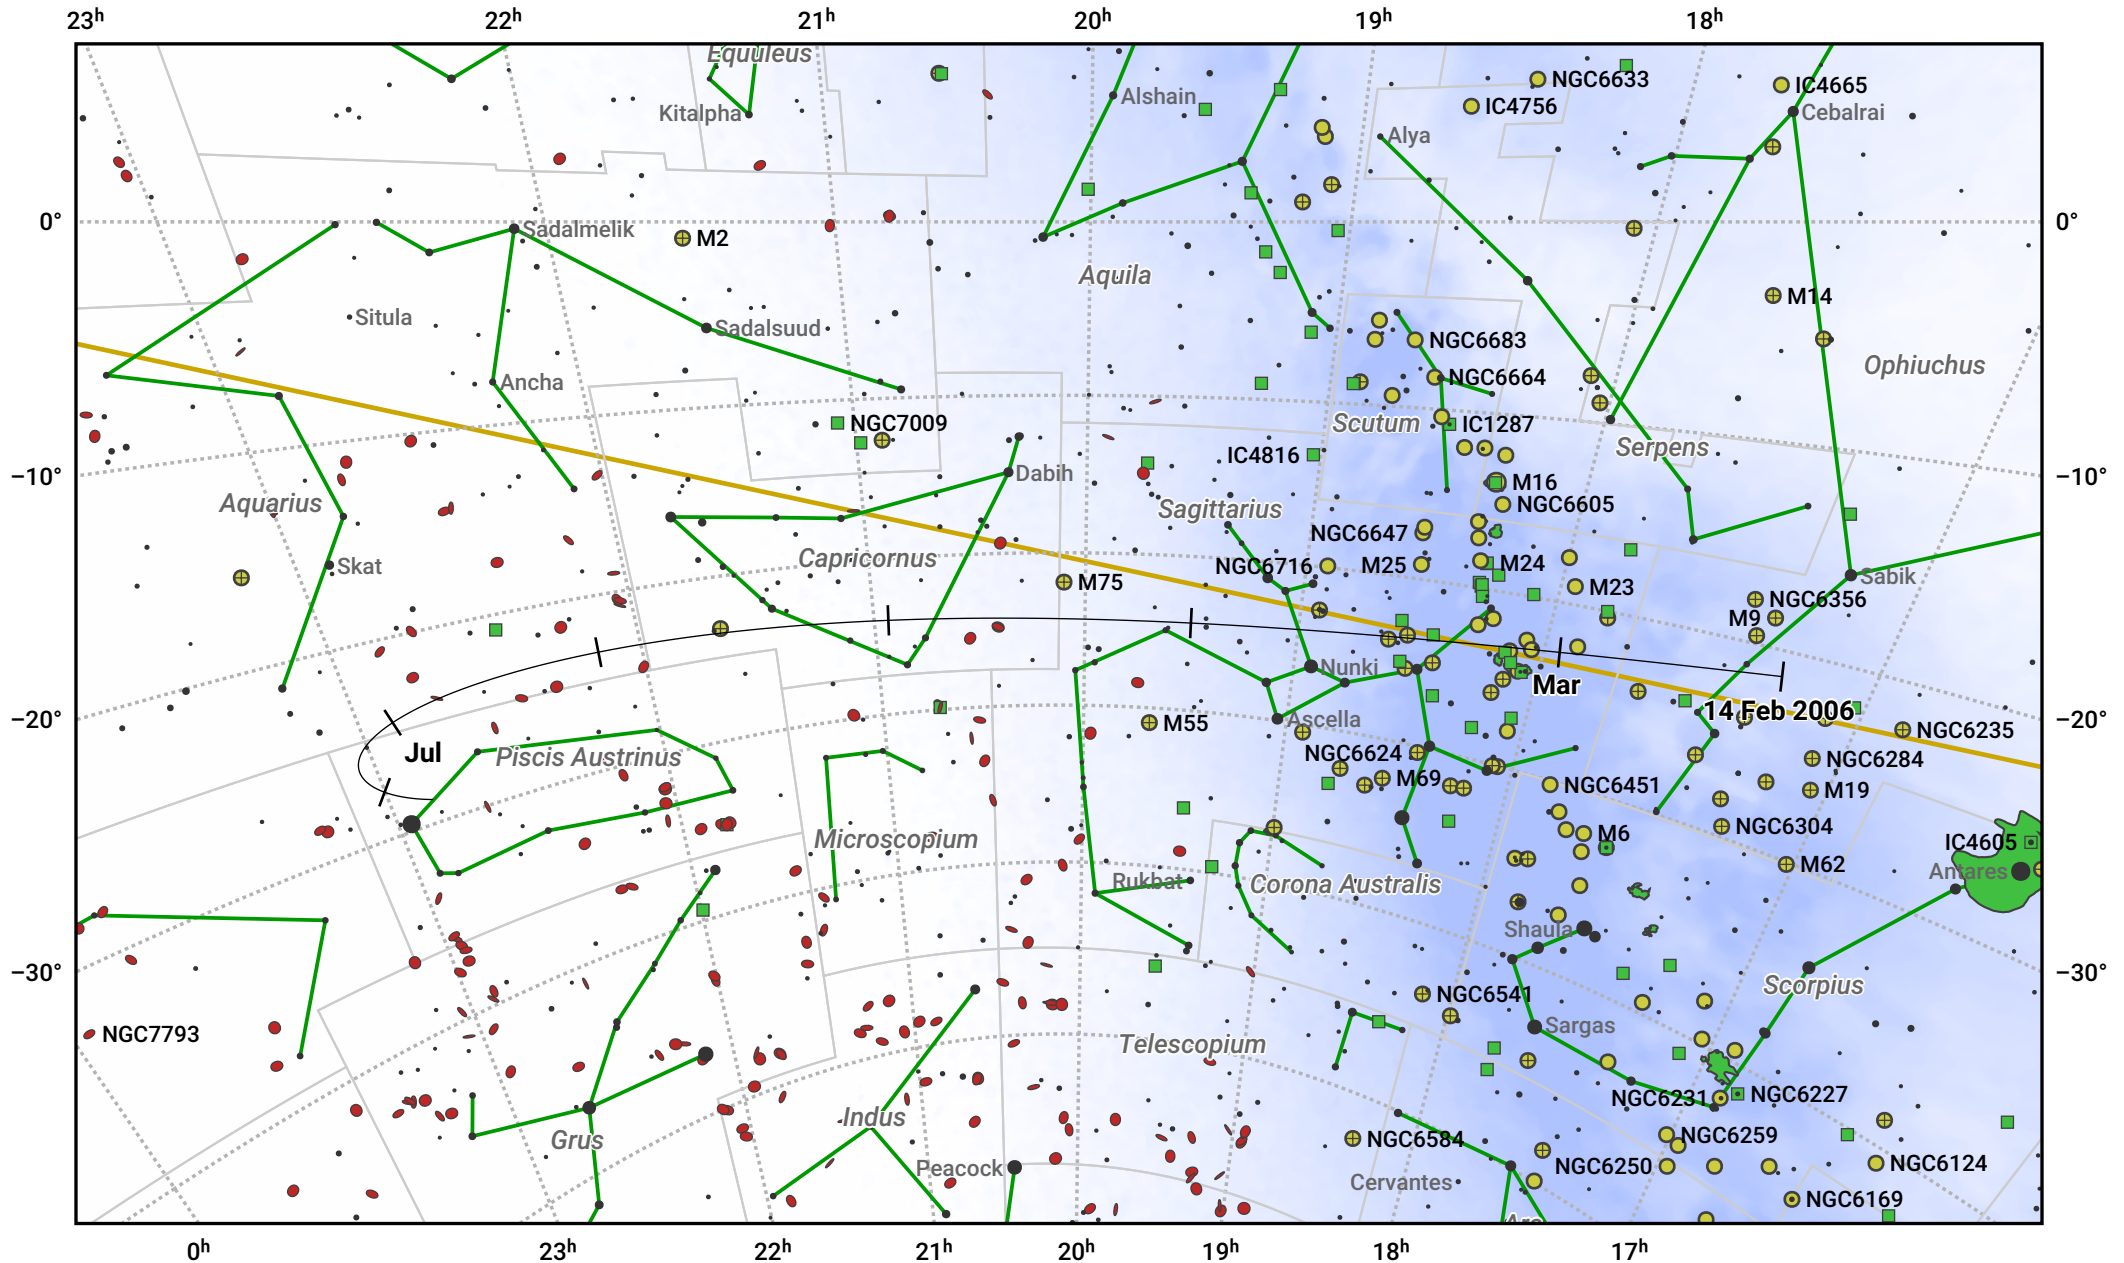 23ʰ 22ʰ 21ʰ 20ʰ 19ʰ 18ʰ
Equuleus
NGC6633
IC4665
Alshain
IC4756
Kitalpha
Cebalrai
Alya
0° 0°
Sadalmelik
M2
Aquila
M14
Situla
Sadalsuud
NGC6683
Ophiuchus
Ancha
NGC6664
NGC7009
Scutum
IC1287
Serpens
IC4816
−10° −10°
Dabih
M16
Aquarius
Sagittarius
NGC6605
NGC6647
Capricornus
Skat
NGC6716
M25
M24
Sabik
M75
M23
NGC6356
M9
Nunki
Mar
14 Feb 2006
−20° −20°
M55
Ascella
NGC6235
Jul
Piscis Austrinus
NGC6624
NGC6284
M69
NGC6451
M19
Microscopium
M6
NGC6304
IC4605
M62
Antares
Rukbat
Corona Australis
Shaula
−30° −30°
Scorpius
NGC6541
NGC7793
Sargas
Telescopium
NGC6231
NGC6227
Indus
Grus
NGC6584
NGC6259
Peacock
NGC6250
NGC6124
Cervantes
NGC6169
Ara
0ʰ 23ʰ 22ʰ 21ʰ 20ʰ 19ʰ 18ʰ 17ʰ